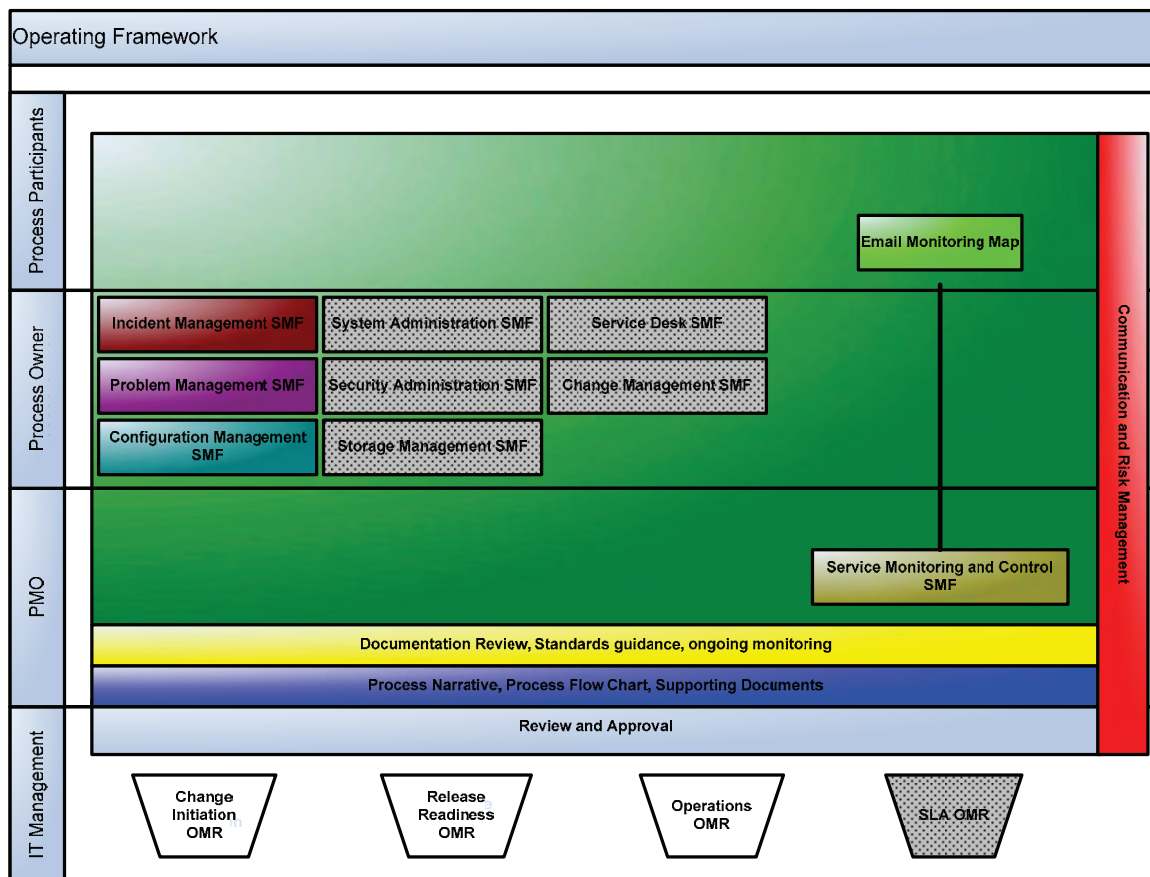 Operating Framework
Process Participants
Email Monitoring Map
Communication and Risk Management
Process Owner
Incident Management SMF
System Administration SMF
Service Desk SMF
Problem Management SMF
Security Administration SMF
Change Management SMF
Configuration Management
SMF
Storage Management SMF
PMO
Service Monitoring and Control
SMF
Documentation Review, Standards guidance, ongoing monitoring
Process Narrative, Process Flow Chart, Supporting Documents
IT Management
Review and Approval
Change
Initiation
OMR
Release
Readiness
OMR
Operations
OMR
SLA OMR